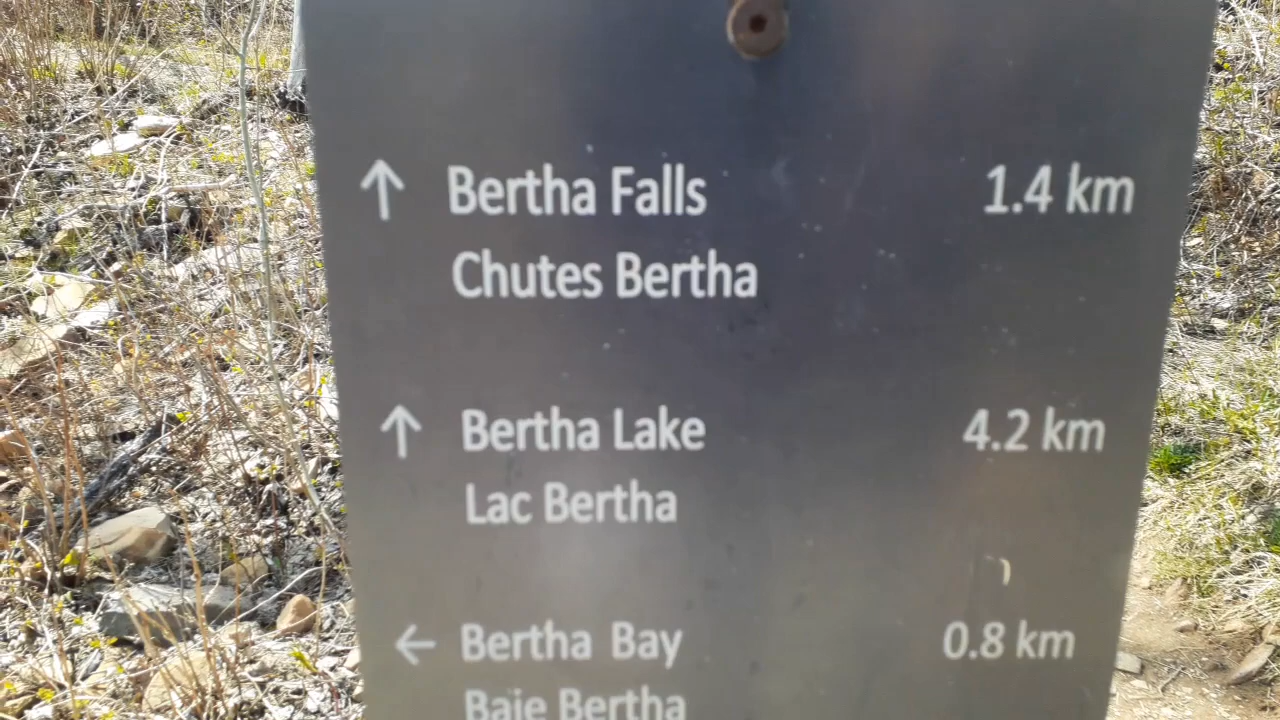 ↑ Bertha Falls 1.4 km
Chutes Bertha
↑ Bertha Lake 4.2 km
Lac Bertha
← Bertha Bay 0.8 km
Baie Bertha